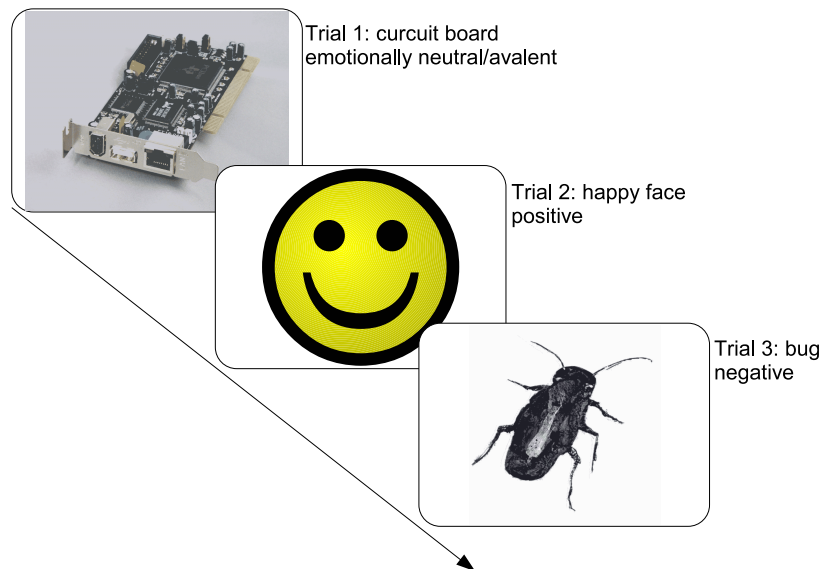 Trial 1: curcuit board
emotionally neutral/avalent
Trial 2: happy face
positive
Trial 3: bug
negative